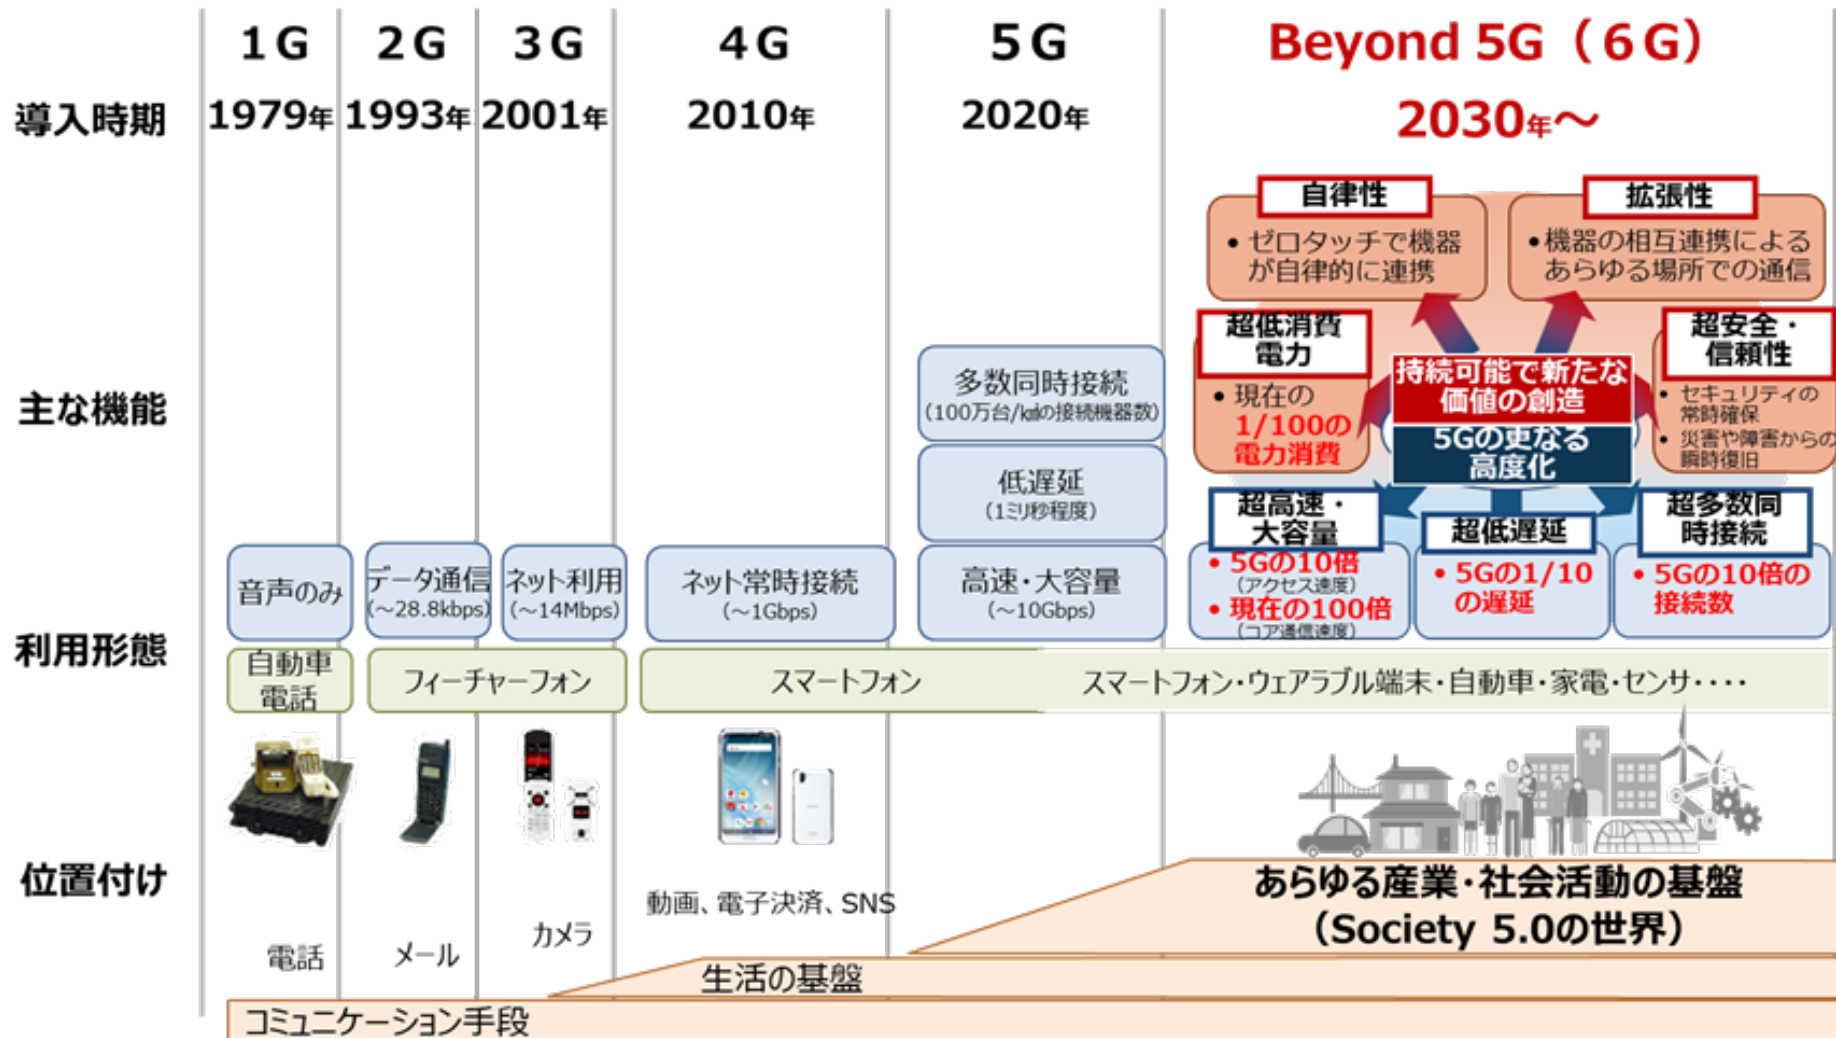 1G
2G
3G
4G
5G
Beyond 5G（6G）
導入時期
1979年
1993年
2001年
2010年
2020年
2030年～
主な機能
自律性
• ゼロタッチで機器
が自律的に連携
拡張性
• 機器の相互連携による
あらゆる場所での通信
超低消費
電力
• 現在の
1/100の
電力消費
持続可能で新たな
価値の創造
5Gの更なる
高度化
超安全・
信頼性
• セキュリティの
常時確保
• 災害や障害からの
瞬時復旧
多数同時接続
（100万台/㎢の接続機器数）
低遅延
（1ミリ秒程度）
音声のみ
データ通信
（～28.8kbps）
ネット利用
（～14Mbps）
ネット常時接続
（～1Gbps）
高速・大容量
（～10Gbps）
超高速・
大容量
• 5Gの10倍
（アクセス速度）
• 現在の100倍
（コア通信速度）
超低遅延
• 5Gの1/10
の遅延
超多数同
時接続
• 5Gの10倍の
接続数
利用形態
自動車
電話
フィーチャーフォン
スマートフォン
スマートフォン・ウェアラブル端末・自動車・家電・センサ・・・・
位置付け
電話
メール
カメラ
動画、電子決済、SNS
あらゆる産業・社会活動の基盤
（Society 5.0の世界）
生活の基盤
コミュニケーション手段